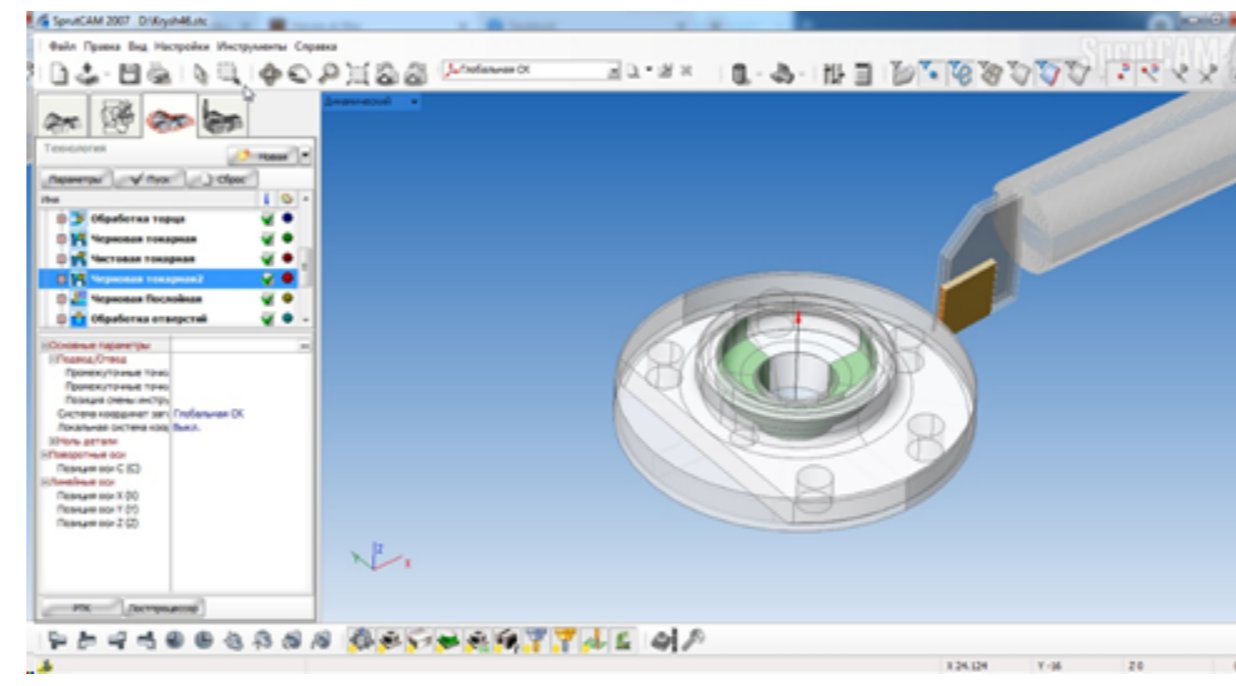 SprutCAM 2007 D:\Krysh46.stc
Файл Правка Вид Настройки Инструменты Справка
SprutCAM
Глобальная СК
Динамический
Технология
Новая
Параметры Пуск Сброс
Имя
Обработка торца
Черновая токарная
Чистовая токарная
Черновая токарная2
Черновая Послойная
Обработка отверстий
Основные параметры
Подвод/Отвод
Промежуточные точки
Промежуточные точки
Позиция смены инстру
Система координат заг Глобальная СК
Локальная система коор Выкл.
Ноль детали
Поворотные оси
Позиция оси C (C)
Линейные оси
Позиция оси X (X)
Позиция оси Y (Y)
Позиция оси Z (Z)
Z
Y
X
РТК Постпроцессор
X 24.124 Y -16 Z 0